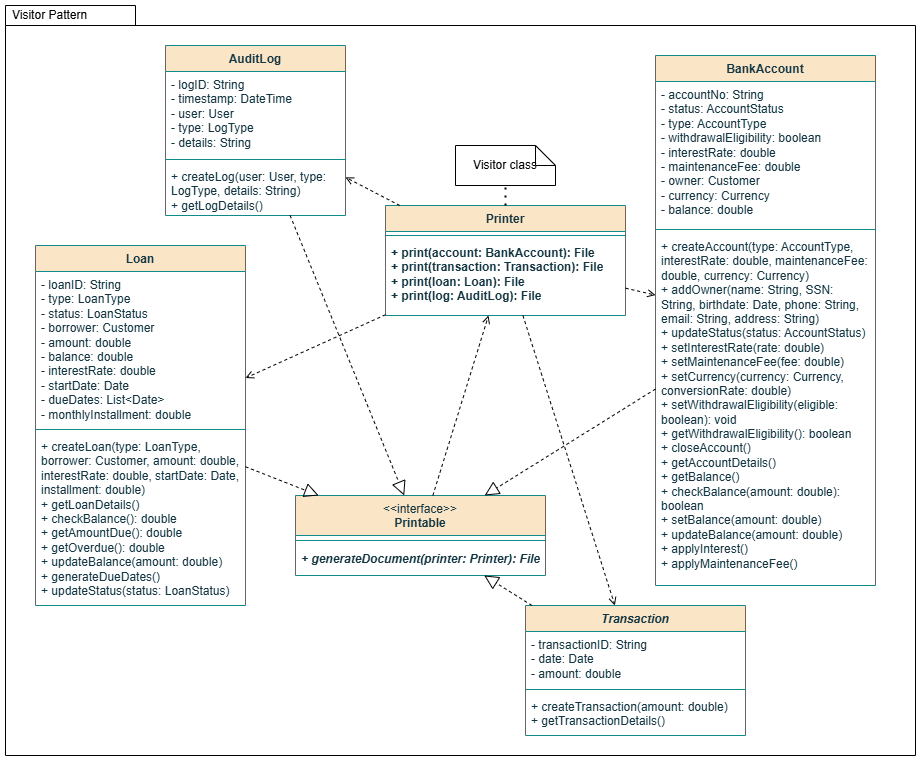 Visitor Pattern
AuditLog
- logID: String
- timestamp: DateTime
- user: User
- type: LogType
- details: String
+ createLog(user: User, type:
LogType, details: String)
+ getLogDetails()
BankAccount
- accountNo: String
- status: AccountStatus
- type: AccountType
- withdrawalEligibility: boolean
- interestRate: double
- maintenanceFee: double
- owner: Customer
- currency: Currency
- balance: double
+ createAccount(type: AccountType,
interestRate: double, maintenanceFee:
double, currency: Currency)
+ addOwner(name: String, SSN:
String, birthdate: Date, phone: String,
email: String, address: String)
+ updateStatus(status: AccountStatus)
+ setInterestRate(rate: double)
+ setMaintenanceFee(fee: double)
+ setCurrency(currency: Currency,
conversionRate: double)
+ setWithdrawalEligibility(eligible:
boolean): void
+ getWithdrawalEligibility(): boolean
+ closeAccount()
+ getAccountDetails()
+ getBalance()
+ checkBalance(amount: double):
boolean
+ setBalance(amount: double)
+ updateBalance(amount: double)
+ applyInterest()
+ applyMaintenanceFee()
Visitor class
Printer
+ print(account: BankAccount): File
+ print(transaction: Transaction): File
+ print(loan: Loan): File
+ print(log: AuditLog): File
Loan
- loanID: String
- type: LoanType
- status: LoanStatus
- borrower: Customer
- amount: double
- balance: double
- interestRate: double
- startDate: Date
- dueDates: List<Date>
- monthlyInstallment: double
+ createLoan(type: LoanType,
borrower: Customer, amount: double,
interestRate: double, startDate: Date,
installment: double)
+ getLoanDetails()
+ checkBalance(): double
+ getAmountDue(): double
+ getOverdue(): double
+ updateBalance(amount: double)
+ generateDueDates()
+ updateStatus(status: LoanStatus)
<<interface>>
Printable
+ generateDocument(printer: Printer): File
Transaction
- transactionID: String
- date: Date
- amount: double
+ createTransaction(amount: double)
+ getTransactionDetails()